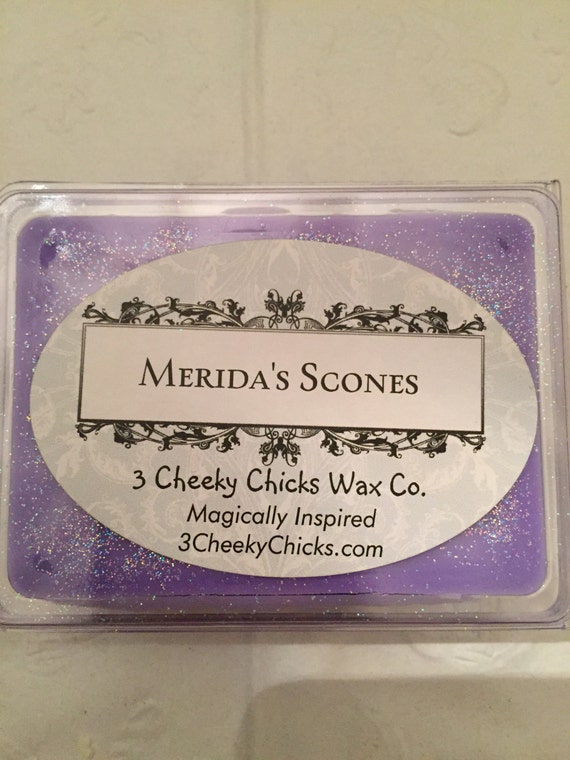 MERIDA'S SCONES
3 Cheeky Chicks Wax Co.
Magically Inspired
3CheekyChicks.com